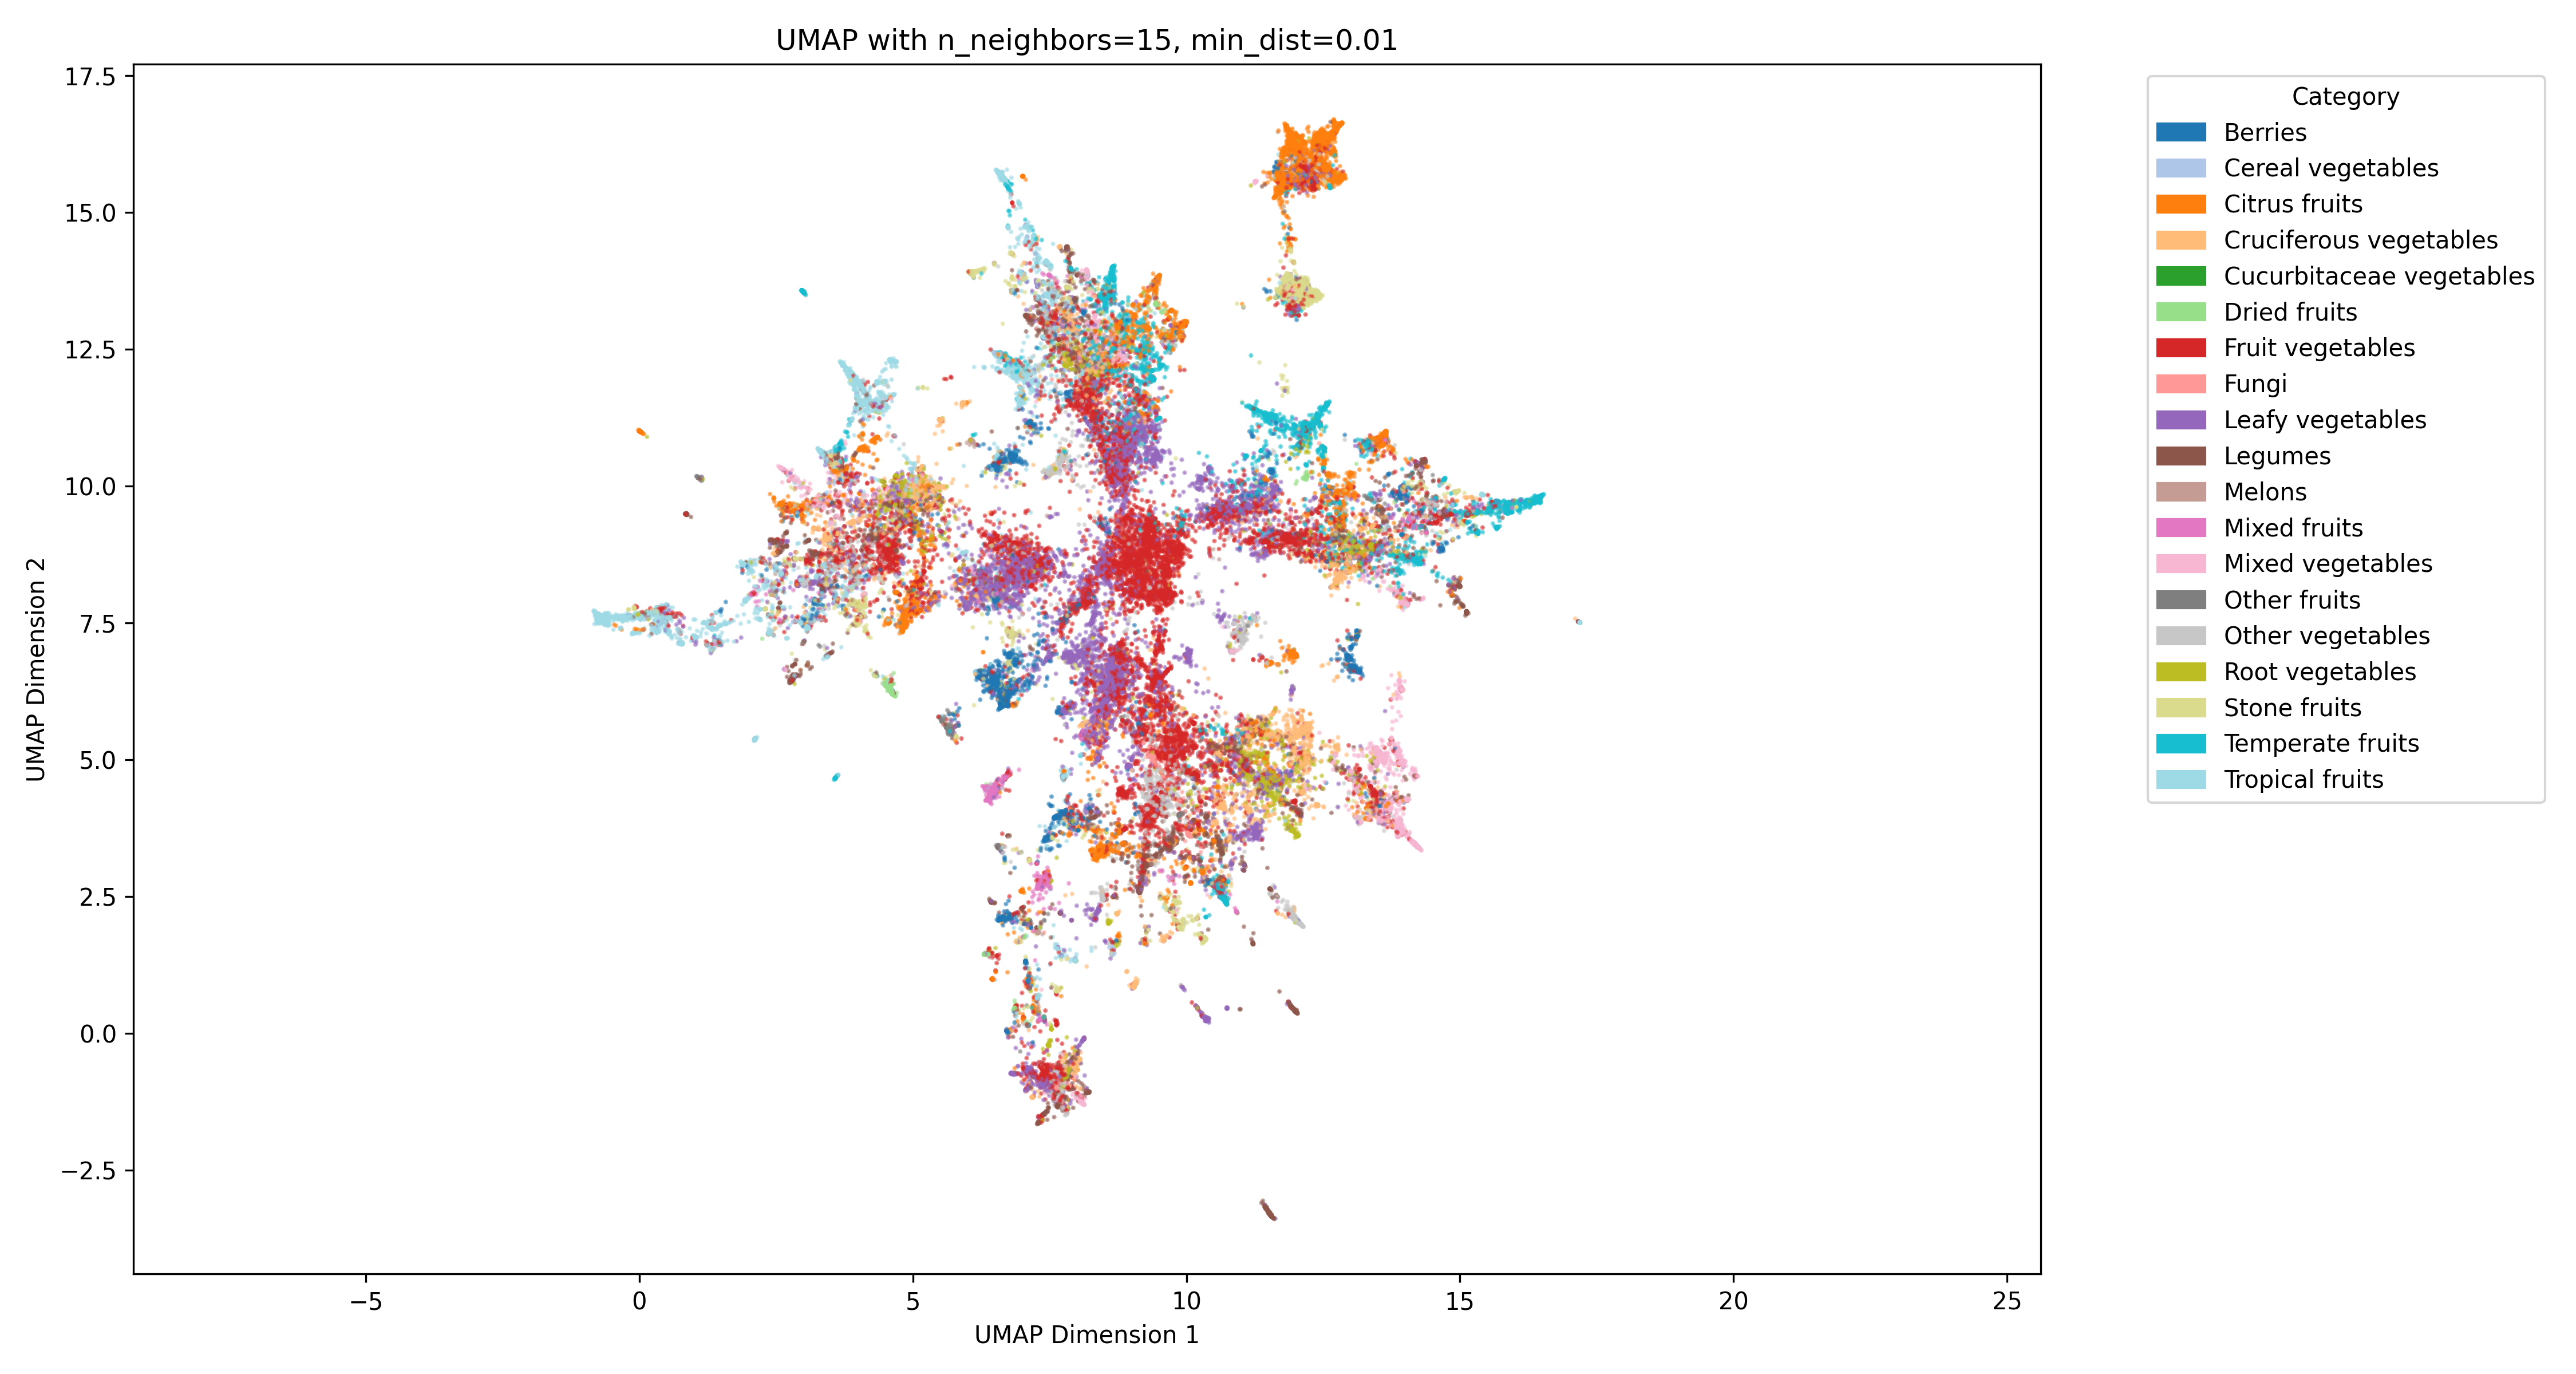 UMAP with n_neighbors=15, min_dist=0.01
17.5
15.0
12.5
10.0
7.5
5.0
2.5
0.0
−2.5
UMAP Dimension 2
−5
0
5
10
15
20
25
UMAP Dimension 1
Category
Berries
Cereal vegetables
Citrus fruits
Cruciferous vegetables
Cucurbitaceae vegetables
Dried fruits
Fruit vegetables
Fungi
Leafy vegetables
Legumes
Melons
Mixed fruits
Mixed vegetables
Other fruits
Other vegetables
Root vegetables
Stone fruits
Temperate fruits
Tropical fruits